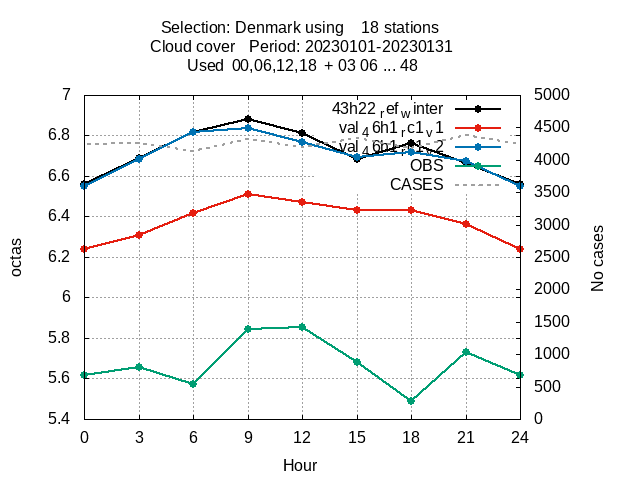 Selection: Denmark using 18 stations
Cloud cover Period: 20230101-20230131
Used 00,06,12,18 + 03 06 ... 48
7
6.8
6.6
6.4
6.2
6
5.8
5.6
5.4
5000
4500
4000
3500
3000
2500
2000
1500
1000
500
0
octas
No cases
43h22_ref_winter
val_46h1_rc1_v1
val_46h1_rc1_2
OBS
CASES
0 3 6 9 12 15 18 21 24
Hour